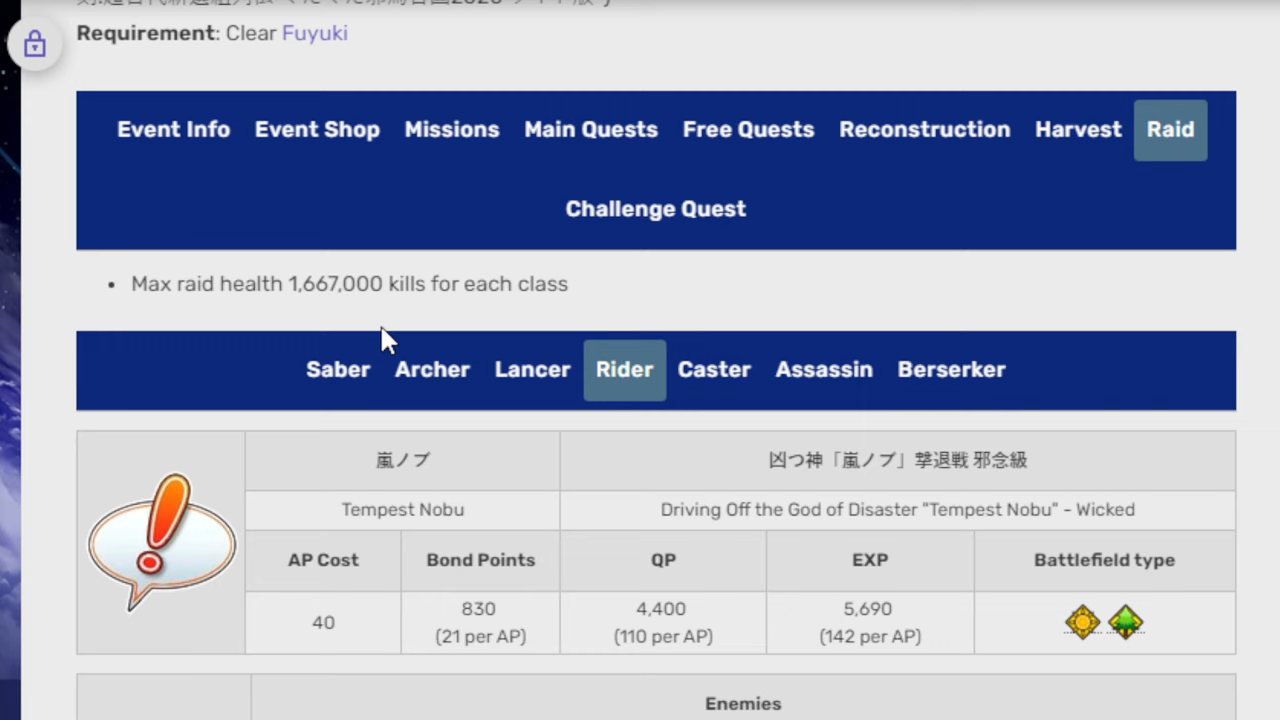 Requirement: Clear Fuyuki
Event Info Event Shop Missions Main Quests Free Quests Reconstruction Harvest Raid
Challenge Quest
Max raid health 1,667,000 kills for each class
Saber Archer Lancer Rider Caster Assassin Berserker
嵐ノブ 凶つ神「嵐ノブ」撃退戦 邪念級
Tempest Nobu Driving Off the God of Disaster "Tempest Nobu" - Wicked
AP Cost Bond Points QP EXP Battlefield type
40 830 4,400 5,690
(21 per AP) (110 per AP) (142 per AP)
Enemies